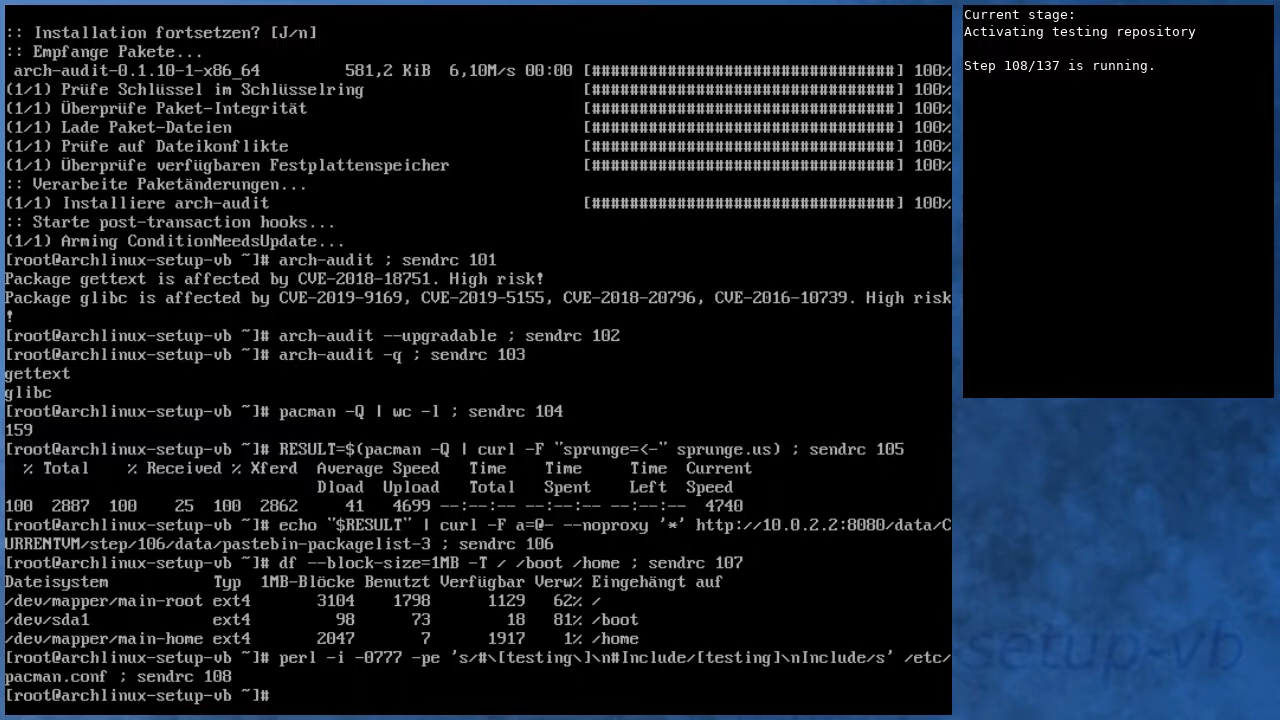 :: Installation fortsetzen? [J/n]
:: Empfange Pakete...
 arch-audit-0.1.10-1-x86_64         581,2 KiB  6,10M/s 00:00 [################################] 100%
(1/1) Prüfe Schlüssel im Schlüsselring                       [################################] 100%
(1/1) Überprüfe Paket-Integrität                             [################################] 100%
(1/1) Lade Paket-Dateien                                     [################################] 100%
(1/1) Prüfe auf Dateikonflikte                               [################################] 100%
(1/1) Überprüfe verfügbaren Festplattenspeicher              [################################] 100%
:: Verarbeite Paketänderungen...
(1/1) Installiere arch-audit                                 [################################] 100%
:: Starte post-transaction hooks...
(1/1) Arming ConditionNeedsUpdate...
[root@archlinux-setup-vb ~]# arch-audit ; sendrc 101
Package gettext is affected by CVE-2018-18751. High risk!
Package glibc is affected by CVE-2019-9169, CVE-2019-5155, CVE-2018-20796, CVE-2016-10739. High risk
!
[root@archlinux-setup-vb ~]# arch-audit --upgradable ; sendrc 102
[root@archlinux-setup-vb ~]# arch-audit -q ; sendrc 103
gettext
glibc
[root@archlinux-setup-vb ~]# pacman -Q | wc -l ; sendrc 104
159
[root@archlinux-setup-vb ~]# RESULT=$(pacman -Q | curl -F "sprunge=<-" sprunge.us) ; sendrc 105
  % Total    % Received % Xferd  Average Speed   Time    Time     Time  Current
                                 Dload  Upload   Total   Spent    Left  Speed
100  2887  100    25  100  2862     41   4699 --:--:-- --:--:-- --:--:--  4740
[root@archlinux-setup-vb ~]# echo "$RESULT" | curl -F a=@- --noproxy '*' http://10.0.2.2:8080/data/C
URRENTVM/step/106/data/pastebin-packagelist-3 ; sendrc 106
[root@archlinux-setup-vb ~]# df --block-size=1MB -T / /boot /home ; sendrc 107
Dateisystem           Typ  1MB-Blöcke Benutzt Verfügbar Verw% Eingehängt auf
/dev/mapper/main-root ext4       3104    1798      1129   62% /
/dev/sda1             ext4         98      73        18   81% /boot
/dev/mapper/main-home ext4       2047       7      1917    1% /home
[root@archlinux-setup-vb ~]# perl -i -0777 -pe 's/#\[testing\]\n#Include/[testing]\nInclude/s' /etc/
pacman.conf ; sendrc 108
[root@archlinux-setup-vb ~]#
Current stage:
Activating testing repository
Step 108/137 is running.
setup-vb